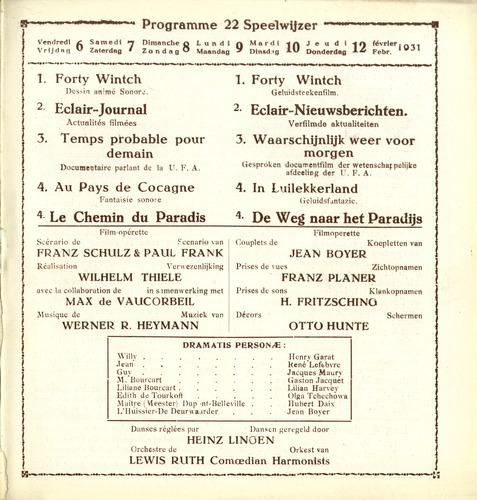 Programme 22 Speelwijzer
Vendredi Vrijdag 6 Samedi Zaterdag 7 Dimanche Zondag 8 Lundi Maandag 9 Mardi Dinsdag 10 Jeudi Donderdag 12 février Febr. 1931
1. Forty Wintch
Dessin animé Sonore.
2. Eclair-Journal
Actualités filmées
3. Temps probable pour
demain
Documentaire parlant de la U. F. A.
4. Au Pays de Cocagne
Fantaisie sonore
4. Le Chemin du Paradis
Film-opérette
1. Forty Wintch
Geluidsteekenfilm.
2. Eclair-Nieuwsberichten.
Verfilmde aktualiteiten
3. Waarschijnlijk weer voor
morgen
Gesproken documentfilm der wetenschappelijke
afdeeling der U. F. A.
4. In Luilekkerland
Geluidsfantazie.
4. De Weg naar het Paradijs
Filmoperette
Scénario de Scenario van
FRANZ SCHULZ & PAUL FRANK
Réalisation Verwezenlijking
WILHELM THIELE
avec la collaboration de in samenwerking met
MAX de VAUCORBEIL
Musique de Muziek van
WERNER R. HEYMANN
Couplets de Koepletten van
JEAN BOYER
Prises de vues Zichtopnamen
FRANZ PLANER
Prises de sons Klankopnamen
H. FRITZSCHING
Décors Schermen
OTTO HUNTE
DRAMATIS PERSONÆ :
Willy . . . . . . Henry Garat
Jean . . . . . . René Lefebvre
Guy . . . . . . Jacques Maury
M. Bourcart . . . . . Gaston Jacquet
Liliane Bourcart . . . . . Lilian Harvey
Edith de Tourkoff . . . . . Olga Tchechowa
Maître (Meester) Dupont-Belleville . . Hubert Daix
L'Huissier-De Deurwaarder . . . Jean Boyer
Danses réglées par Dansen geregeld door
HEINZ LINGEN
Orchestre de Orkest van
LEWIS RUTH Comœdian Harmonists